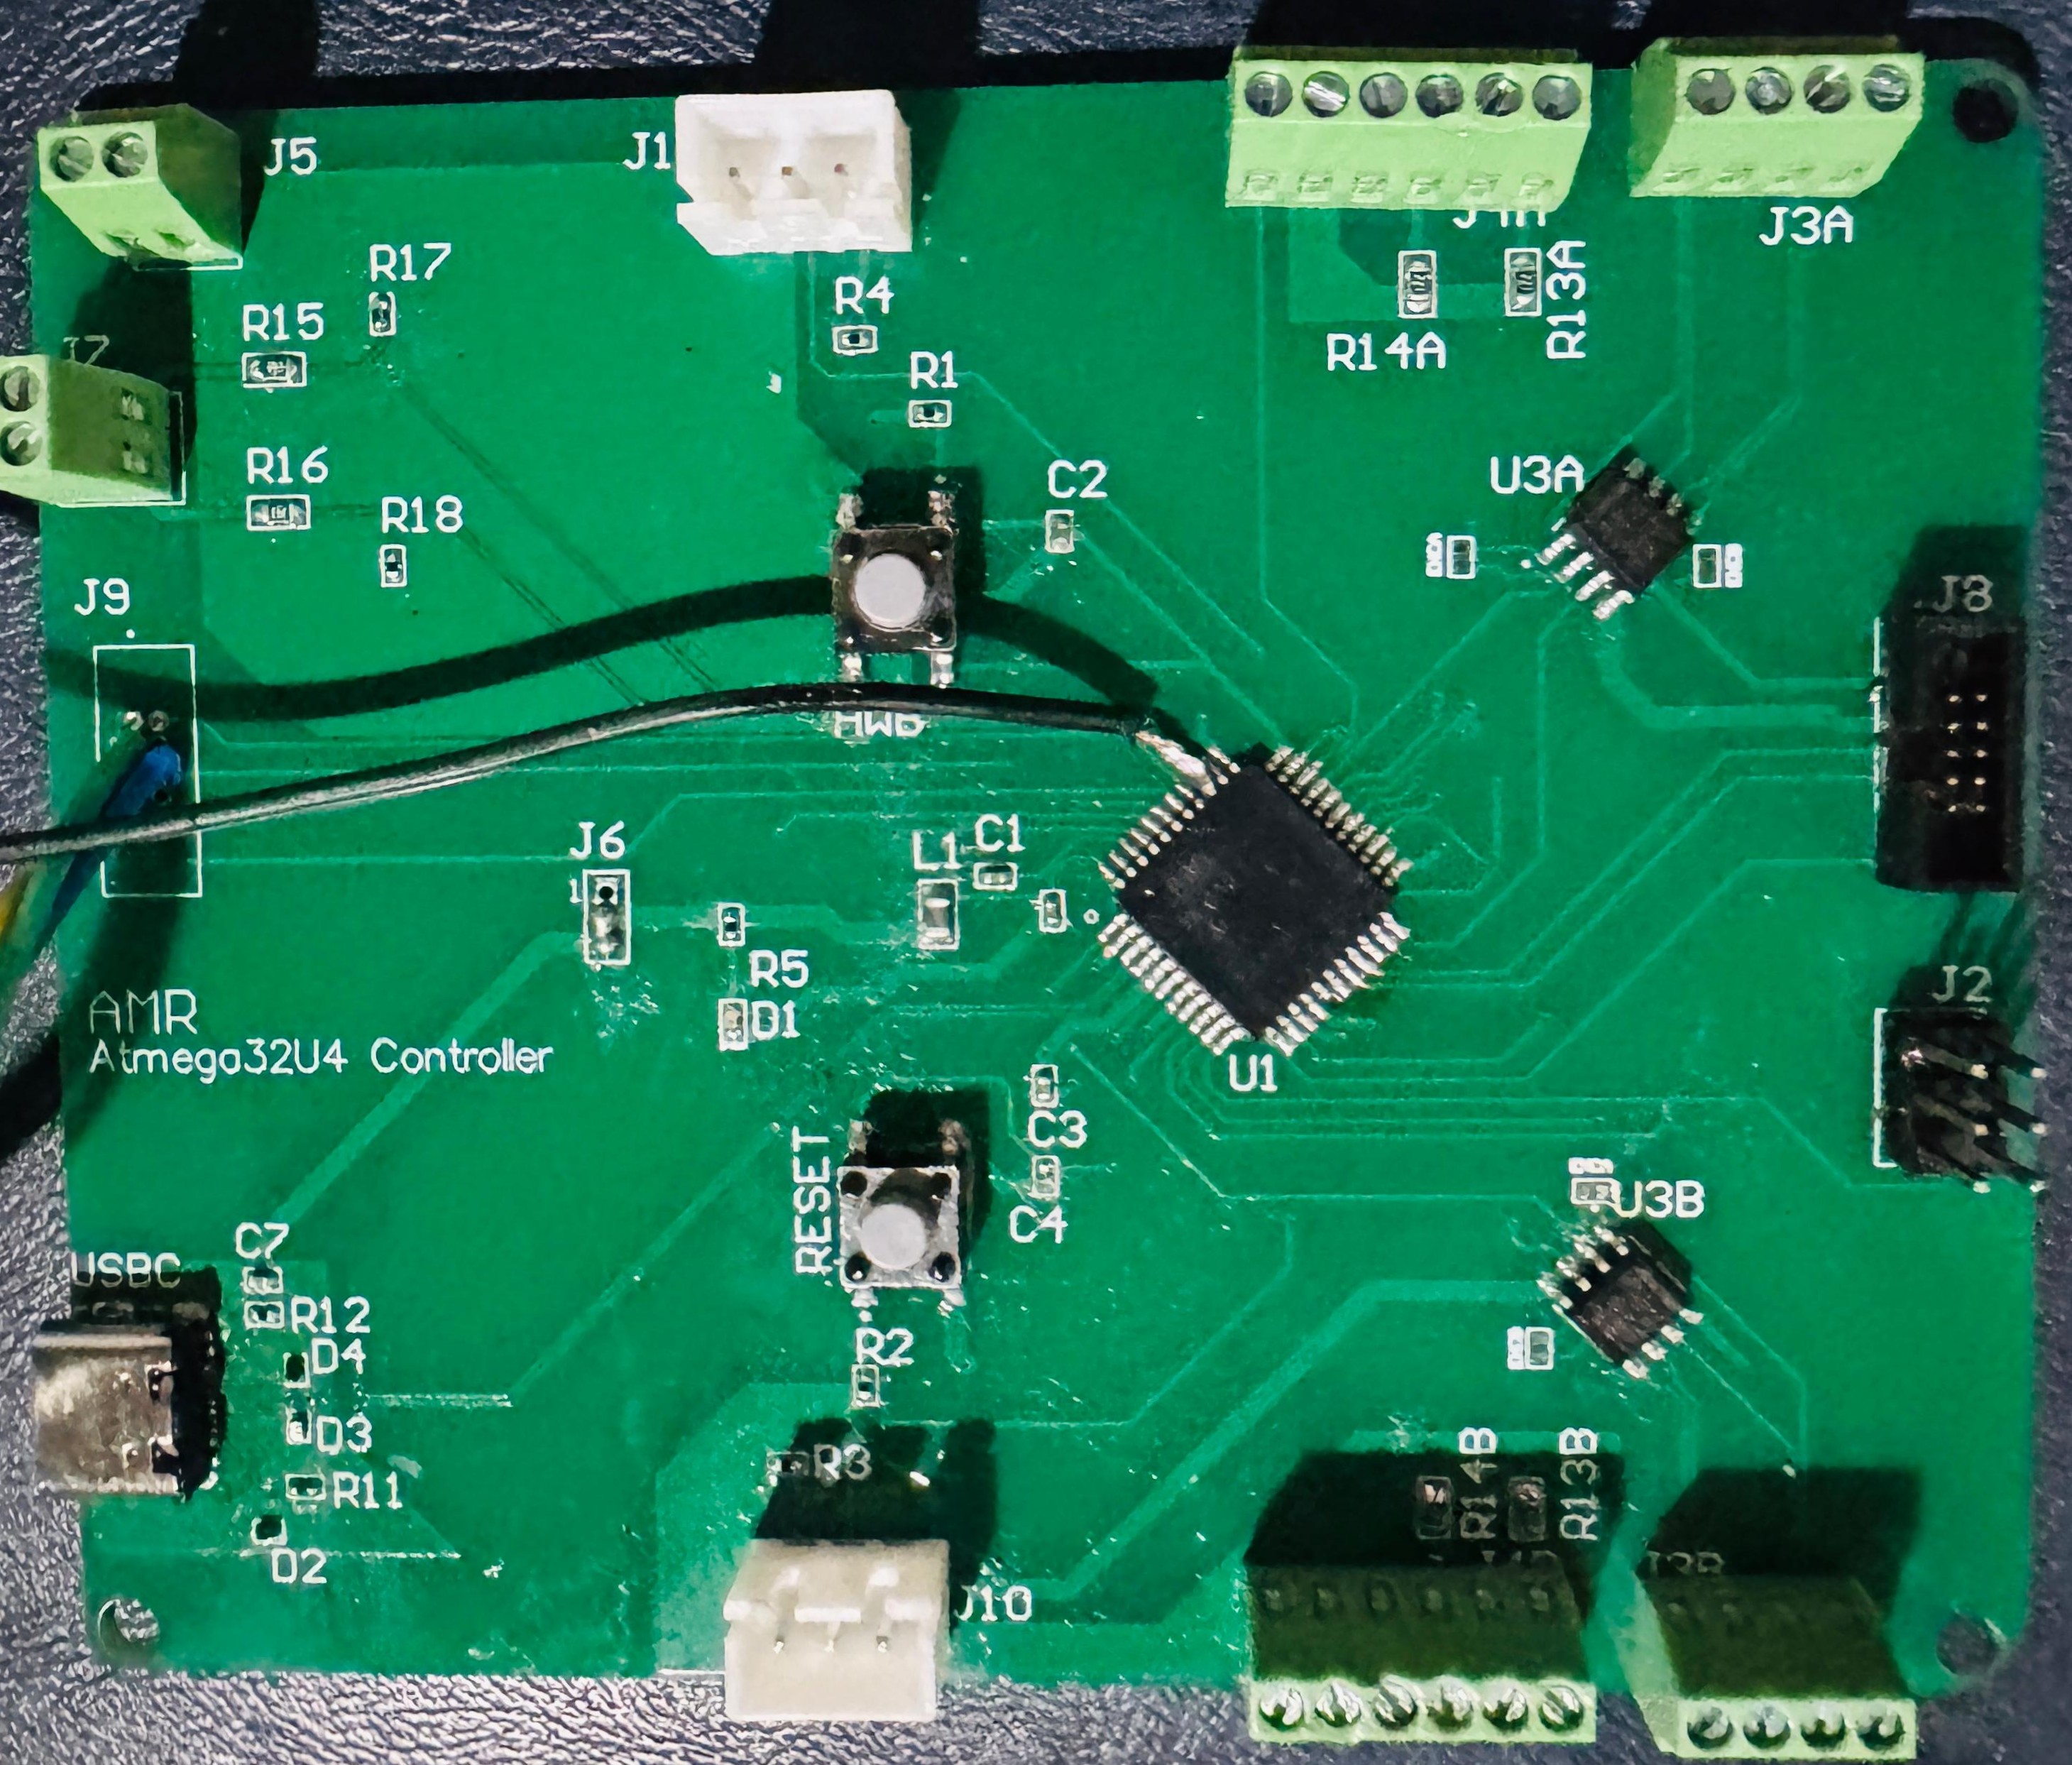 J5
J1
J3A
R17
R4
R13A
R15
R14A
R1
R16
C2
U3A
R18
J9
J8
HWB
J6
1
L1
C1
R5
J2
AMR
D1
Atmega32U4 Controller
U1
C3
RESET
C4
U3B
C7
USBC
R12
R2
D4
D3
R3
R14B
R13B
R11
D2
J10